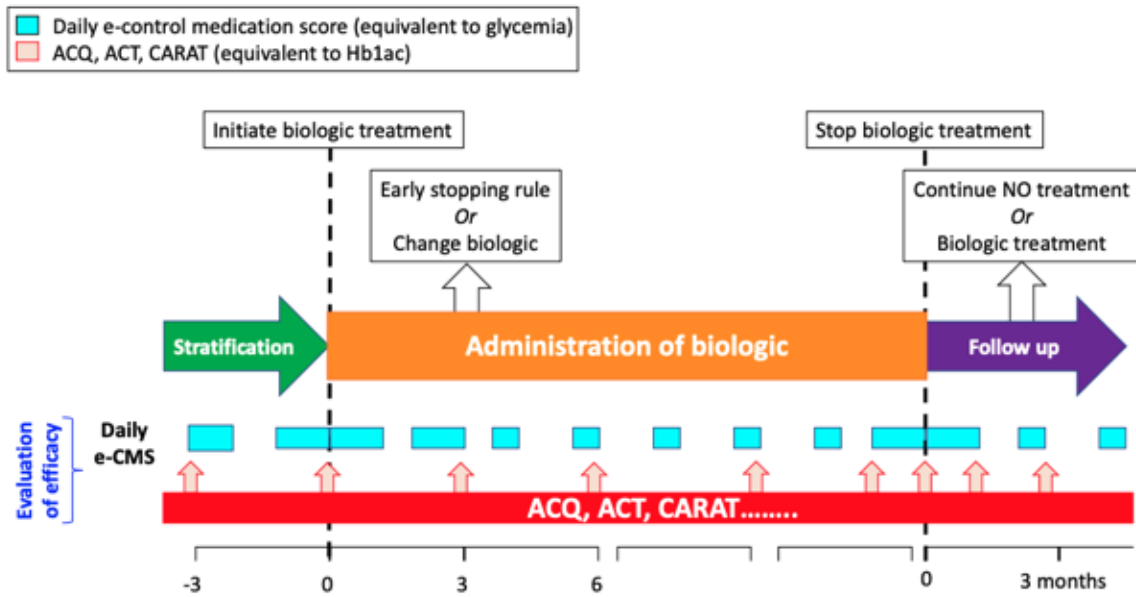 Daily e-control medication score (equivalent to glycemia)
ACQ, ACT, CARAT (equivalent to Hb1ac)
Initiate biologic treatment
Stop biologic treatment
Early stopping rule
Or
Change biologic
Continue NO treatment
Or
Biologic treatment
Stratification
Administration of biologic
Follow up
Evaluation
of efficacy
Daily
e-CMS
ACQ, ACT, CARAT........
-3
0
3
6
0
3 months